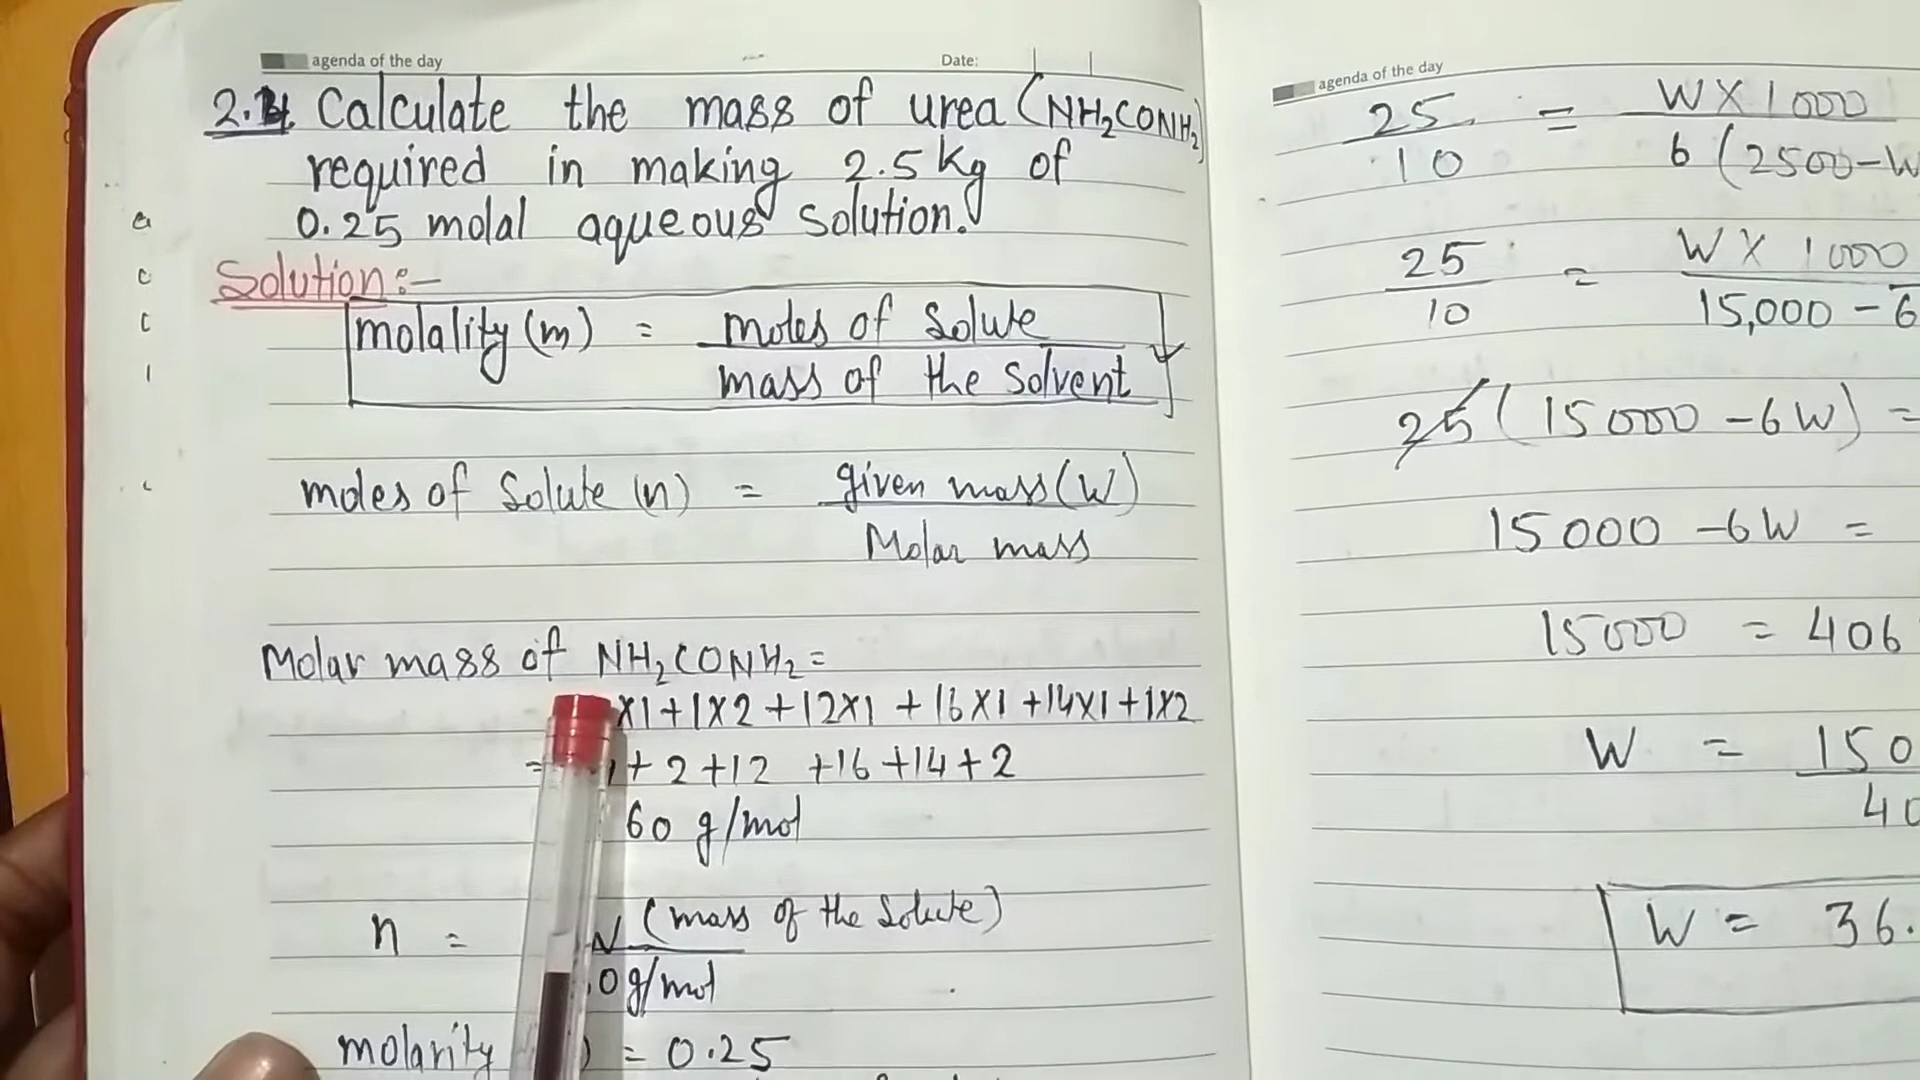 agenda of the day Date:
2.4 Calculate the mass of urea (NH₂CONH₂)
required in making 2.5 kg of
0.25 molal aqueous solution.
Solution:-
molality (m) = moles of solute
mass of the solvent
moles of solute (n) = given mass (W)
Molar mass
Molar mass of NH₂CONH₂ =
x1+1x2+12x1+16x1+14x1+1x2
= + 2 +12 +16 +14 + 2
60 g/mol
n = W (mass of the solute)
0 g/mol
molarity ) = 0.25
agenda of the day
25 = W X 1000
10 6 (2500-W
25 = W X 1000
10 15,000 - 6
25 (15000 - 6W) =
15000 - 6W =
15000 = 406
W = 150
40
W = 36.